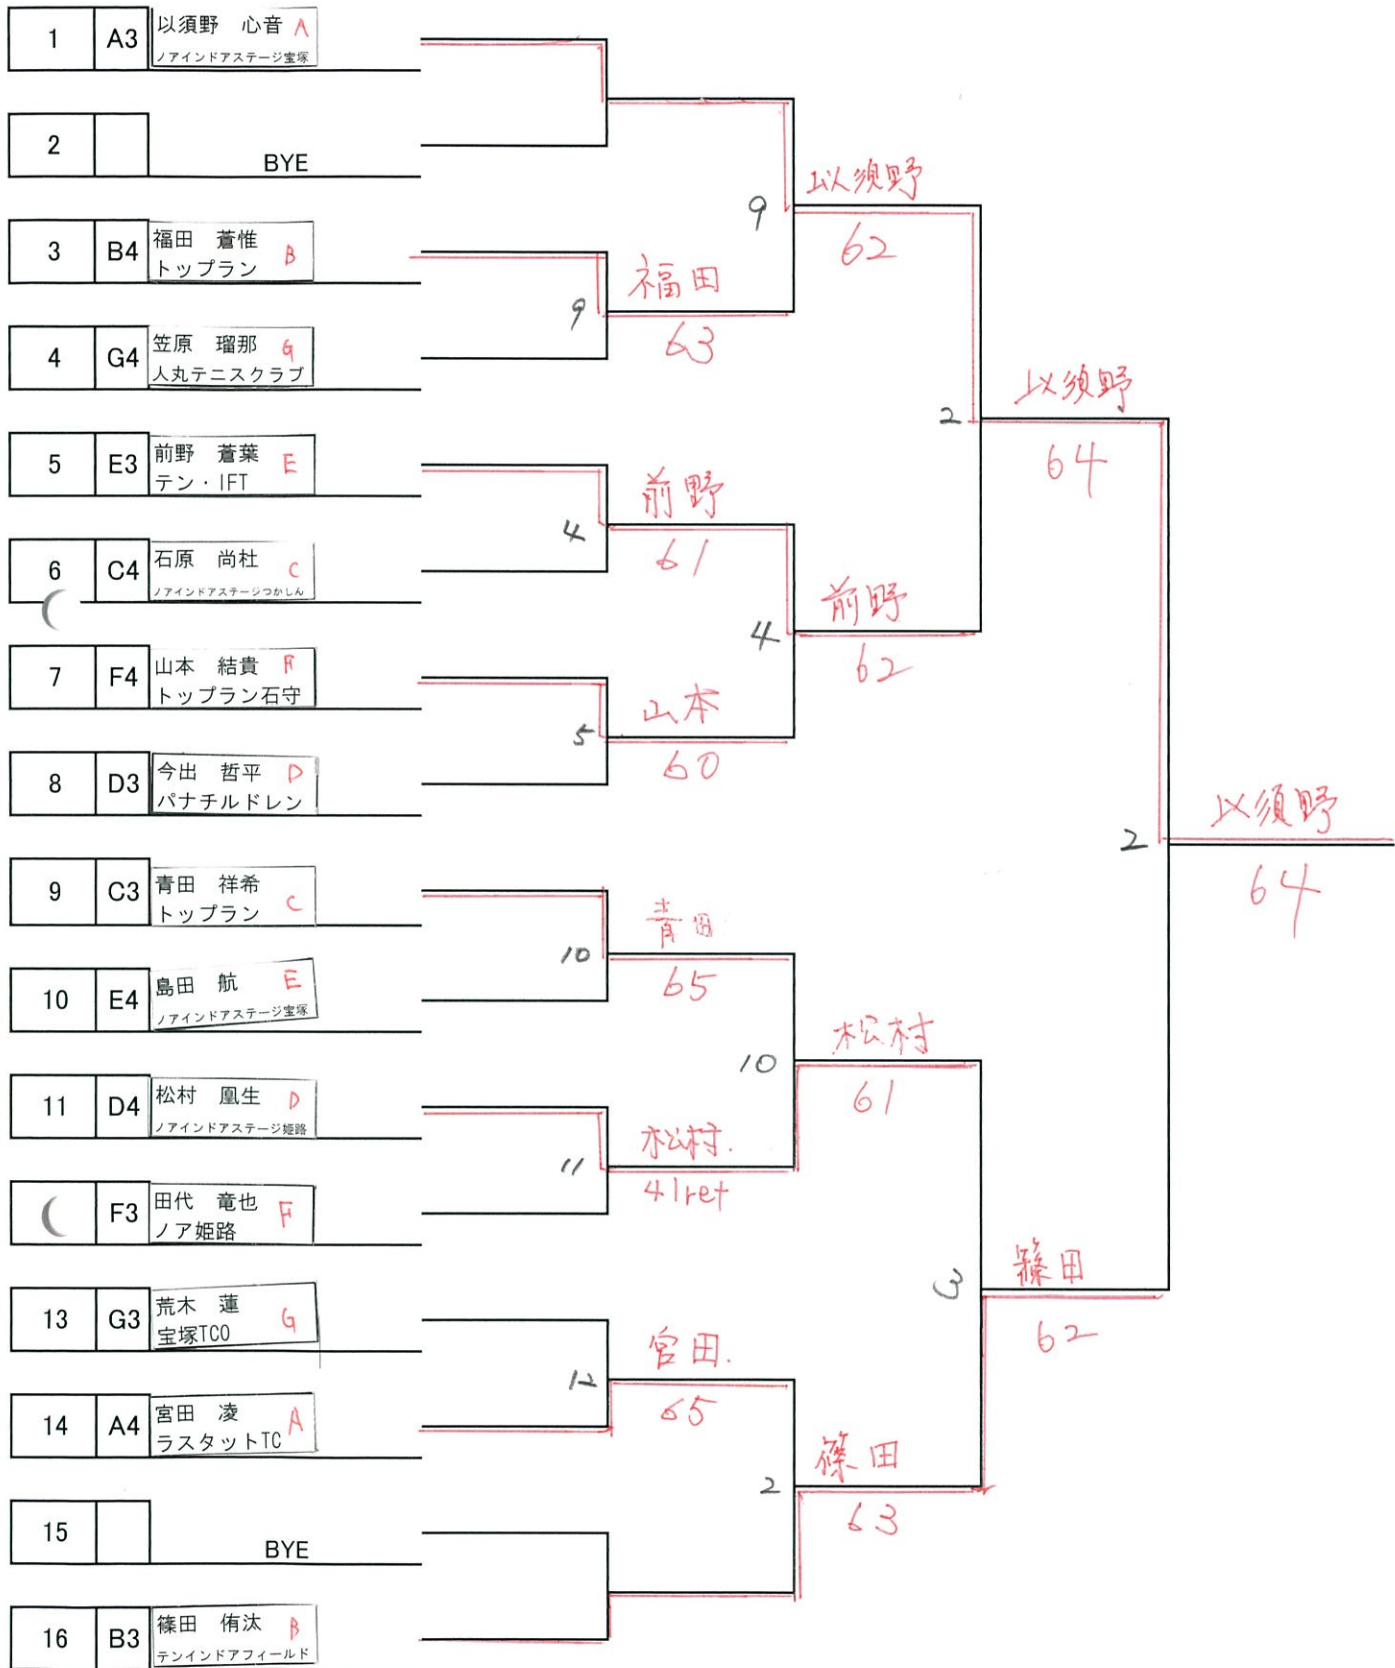 1 A3 以須野 心音 A
ノアインドアステージ宝塚
2 BYE
3 B4 福田 蒼惟 B
トップラン
4 G4 笠原 瑠那 G
人丸テニスクラブ
5 E3 前野 蒼葉 E
テン・IFT
6 C4 石原 尚杜 C
ノアインドアステージつかしん
7 F4 山本 結貴 F
トップラン石守
8 D3 今出 哲平 D
パナチルドレン
9 C3 青田 祥希 C
トップラン
10 E4 島田 航 E
ノアインドアステージ宝塚
11 D4 松村 凰生 D
ノアインドアステージ姫路
F3 田代 竜也 F
ノア姫路
13 G3 荒木 蓮 G
宝塚TCO
14 A4 宮田 凌 A
ラスタットTC
15 BYE
16 B3 篠田 侑汰 B
テンインドアフィールド
9 福田
63
4 前野
61
5 山本
60
10 青田
65
11 松村.
41ret
12 宮田.
65
9 以須野
62
4 前野
62
10 松村
61
2 篠田
63
2 以須野
64
3 篠田
62
2 以須野
64